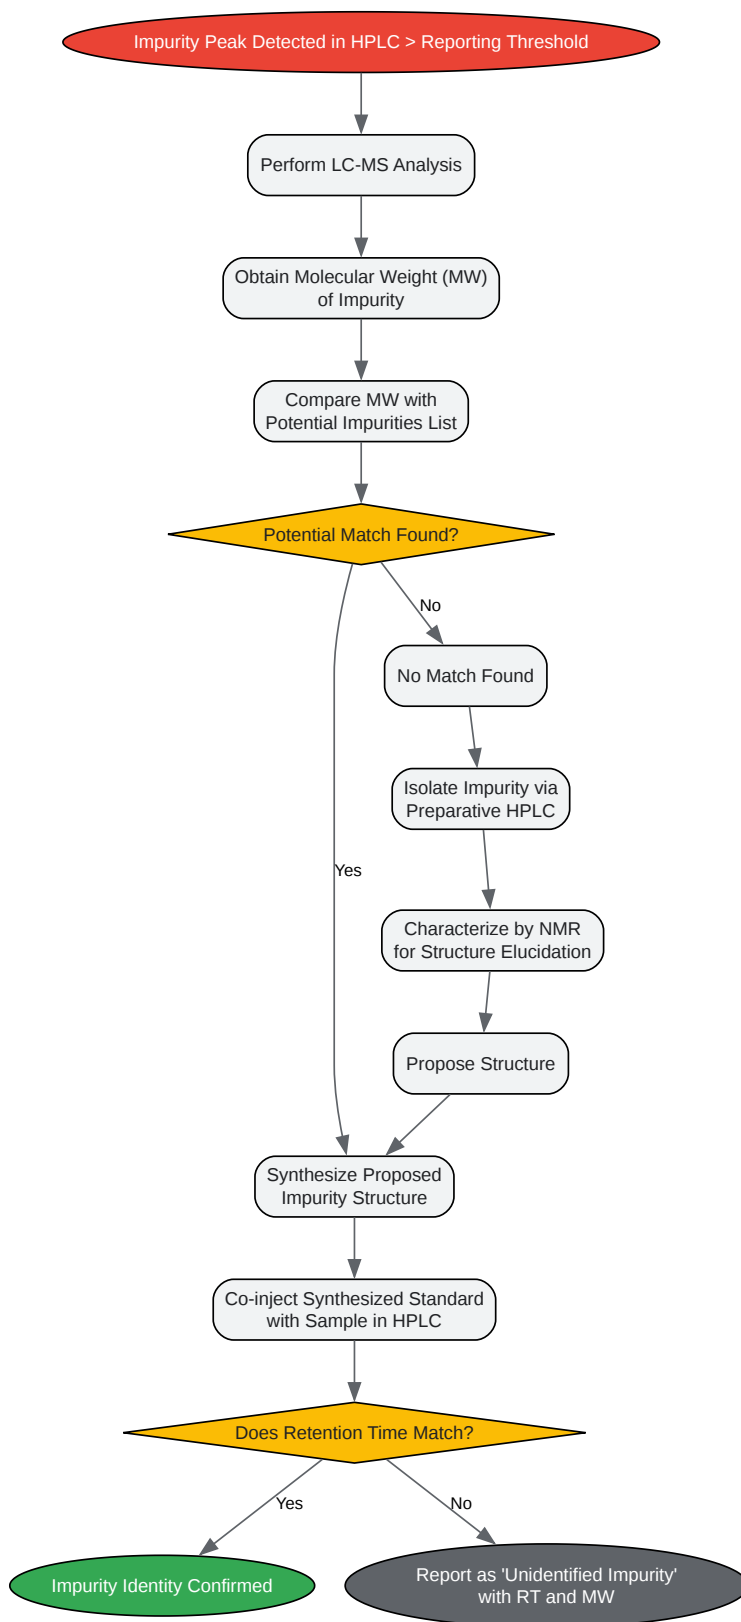 Impurity Peak Detected in HPLC > Reporting Threshold
Perform LC-MS Analysis
Obtain Molecular Weight (MW)
of Impurity
Compare MW with
Potential Impurities List
Potential Match Found?
No
No Match Found
Isolate Impurity via
Preparative HPLC
Yes
Characterize by NMR
for Structure Elucidation
Propose Structure
Synthesize Proposed
Impurity Structure
Co-inject Synthesized Standard
with Sample in HPLC
Does Retention Time Match?
Yes
No
Impurity Identity Confirmed
Report as 'Unidentified Impurity'
with RT and MW